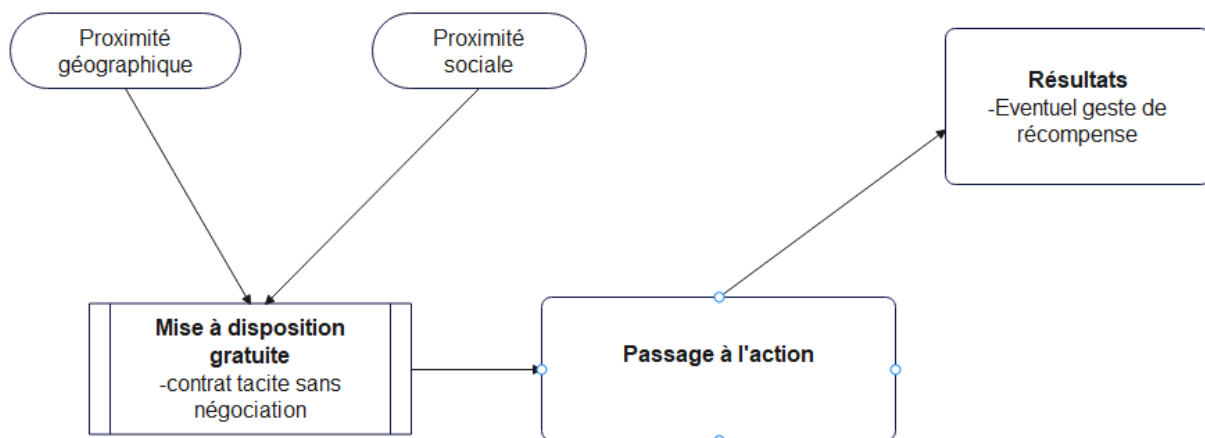 Proximité
géographique
Proximité
sociale
Résultats
-Eventuel geste de
récompense
Mise à disposition
gratuite
-contrat tacite sans
négociation
Passage à l'action